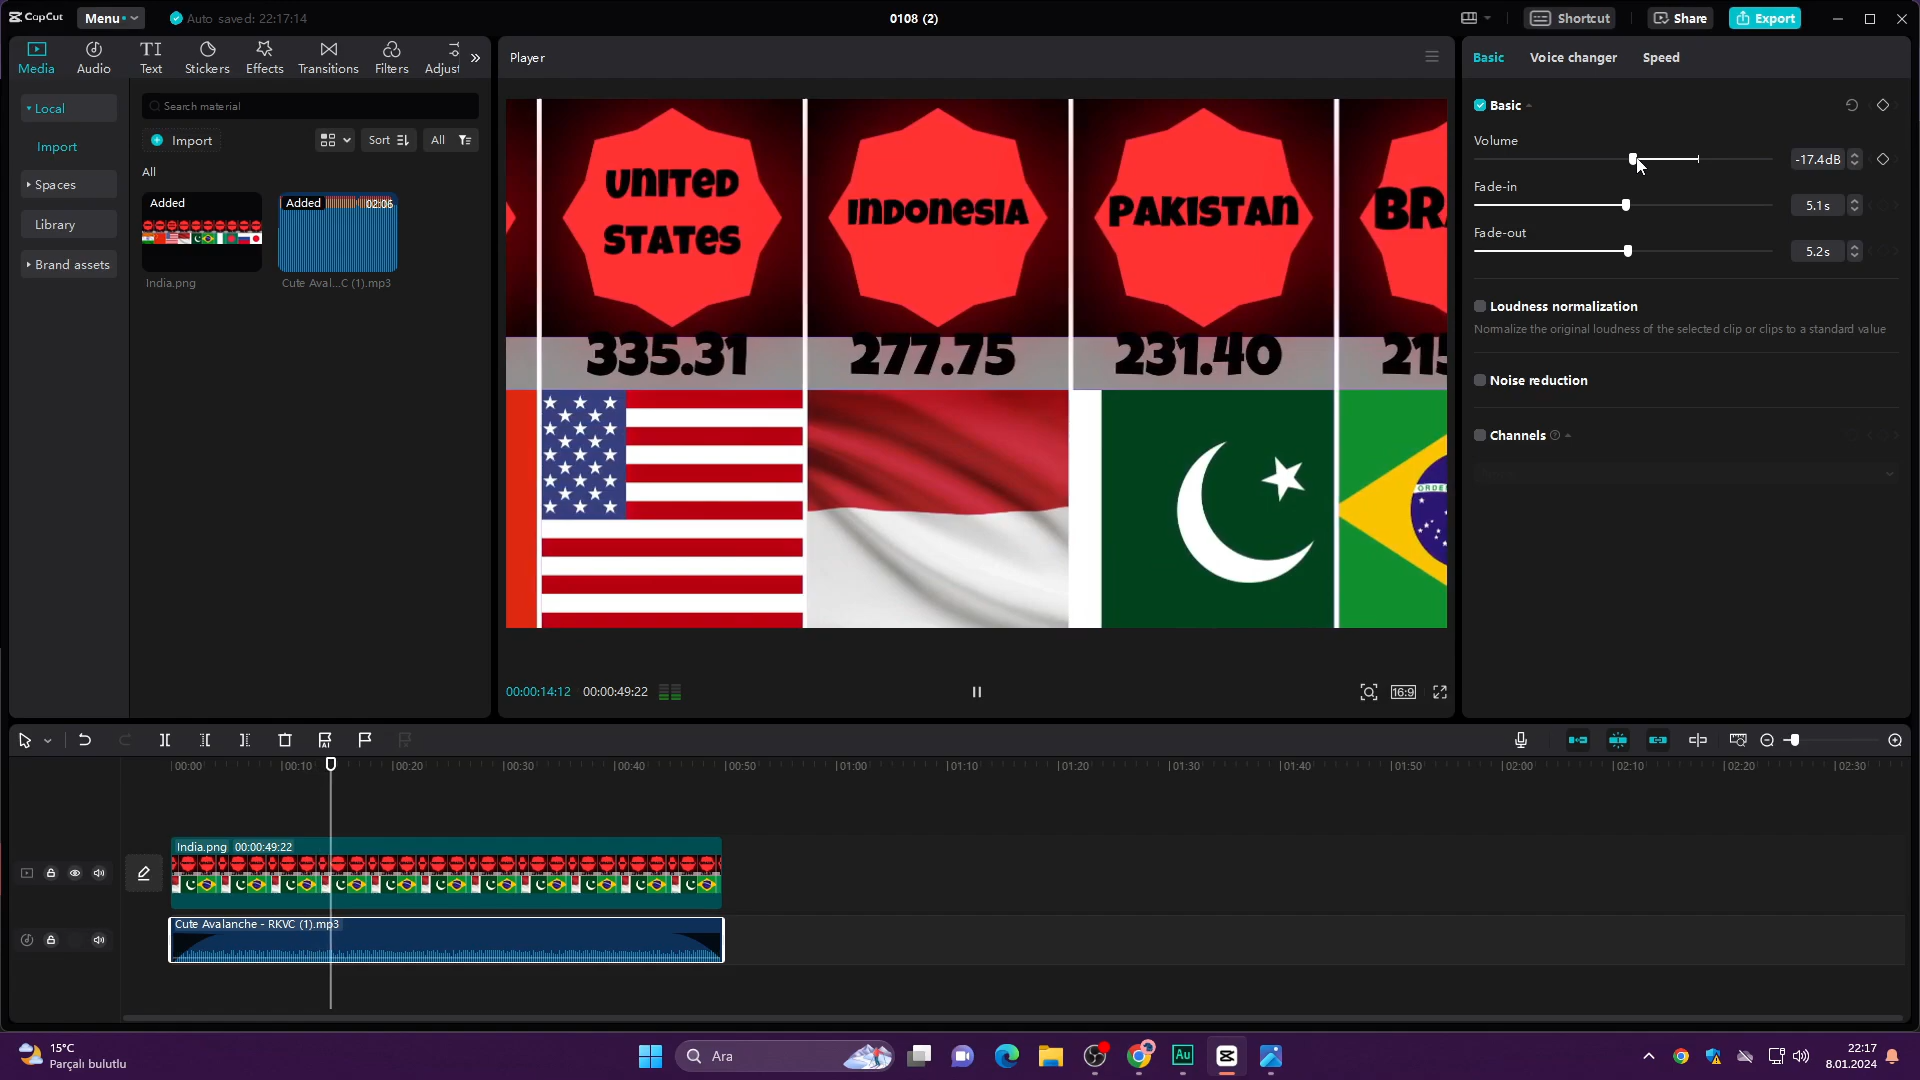 CapCut Menu Auto saved: 22:17:14 0108 (2) Shortcut Share Export
Media Audio Text Stickers Effects Transitions Filters Adjust
Local
Import
Spaces
Library
Brand assets
Search material
Import Sort All
All
Added
India.png
Added 02:06
Cute Aval...C (1).mp3
Player
UNITED
STATES
INDONESIA
PAKISTAN
BRA
335.31
277.75
231.40
215
ORDE
00:00:14:12 00:00:49:22 16:9
Basic Voice changer Speed
Basic
Volume
-17.4dB
Fade-in
5.1s
Fade-out
5.2s
Loudness normalization
Normalize the original loudness of the selected clip or clips to a standard value
Noise reduction
Channels
00:00 00:10 00:20 00:30 00:40 00:50 01:00 01:10 01:20 01:30 01:40 01:50 02:00 02:10 02:20 02:30
India.png 00:00:49:22
Cute Avalanche - RKVC (1).mp3
15°C
Parçalı bulutlu
Ara
Au
22:17
8.01.2024